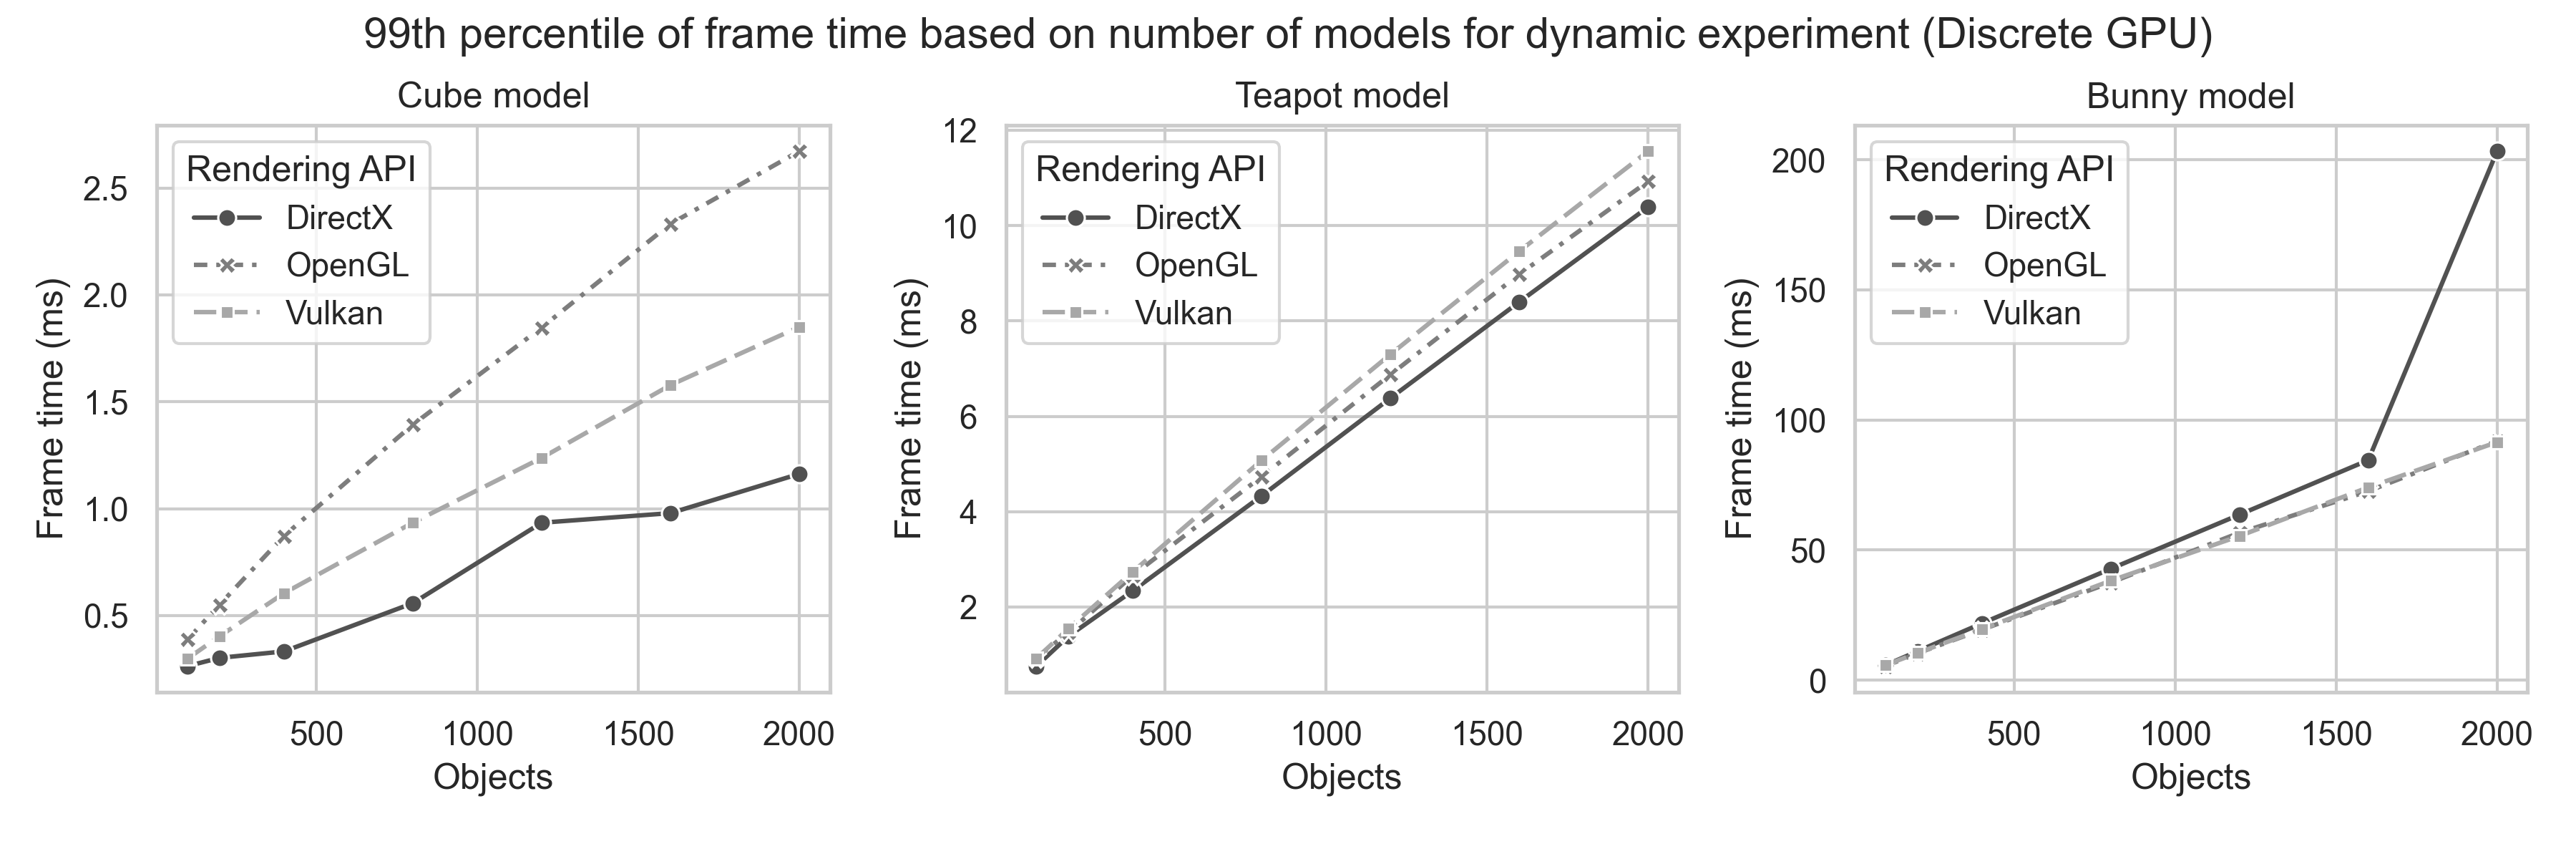 99th percentile of frame time based on number of models for dynamic experiment (Discrete GPU)
Cube model
Rendering API
DirectX
OpenGL
Vulkan
2.5
2.0
1.5
1.0
0.5
Frame time (ms)
500 1000 1500 2000
Objects
Teapot model
Rendering API
DirectX
OpenGL
Vulkan
12
10
8
6
4
2
Frame time (ms)
500 1000 1500 2000
Objects
Bunny model
Rendering API
DirectX
OpenGL
Vulkan
200
150
100
50
0
Frame time (ms)
500 1000 1500 2000
Objects